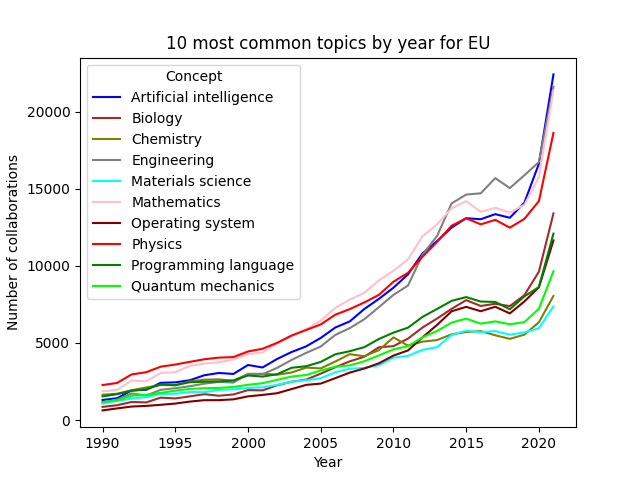 10 most common topics by year for EU
Concept
Artificial intelligence
Biology
Chemistry
Engineering
Materials science
Mathematics
Operating system
Physics
Programming language
Quantum mechanics
Number of collaborations
20000
15000
10000
5000
0
1990 1995 2000 2005 2010 2015 2020
Year